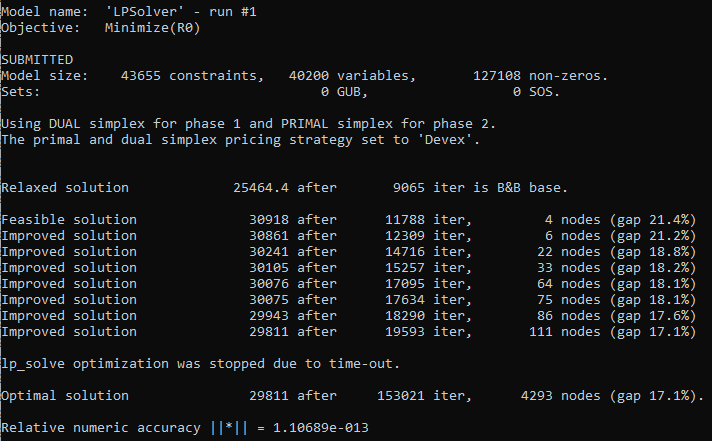 Model name:  'LPSolver' - run #1
Objective:   Minimize(R0)
SUBMITTED
Model size:    43655 constraints,   40200 variables,       127108 non-zeros.
Sets:                                   0 GUB,                  0 SOS.
Using DUAL simplex for phase 1 and PRIMAL simplex for phase 2.
The primal and dual simplex pricing strategy set to 'Devex'.
Relaxed solution             25464.4 after       9065 iter is B&B base.
Feasible solution              30918 after      11788 iter,         4 nodes (gap 21.4%)
Improved solution              30861 after      12309 iter,         6 nodes (gap 21.2%)
Improved solution              30241 after      14716 iter,        22 nodes (gap 18.8%)
Improved solution              30105 after      15257 iter,        33 nodes (gap 18.2%)
Improved solution              30076 after      17095 iter,        64 nodes (gap 18.1%)
Improved solution              30075 after      17634 iter,        75 nodes (gap 18.1%)
Improved solution              29943 after      18290 iter,        86 nodes (gap 17.6%)
Improved solution              29811 after      19593 iter,       111 nodes (gap 17.1%)
lp_solve optimization was stopped due to time-out.
Optimal solution               29811 after     153021 iter,      4293 nodes (gap 17.1%).
Relative numeric accuracy ||*|| = 1.10689e-013